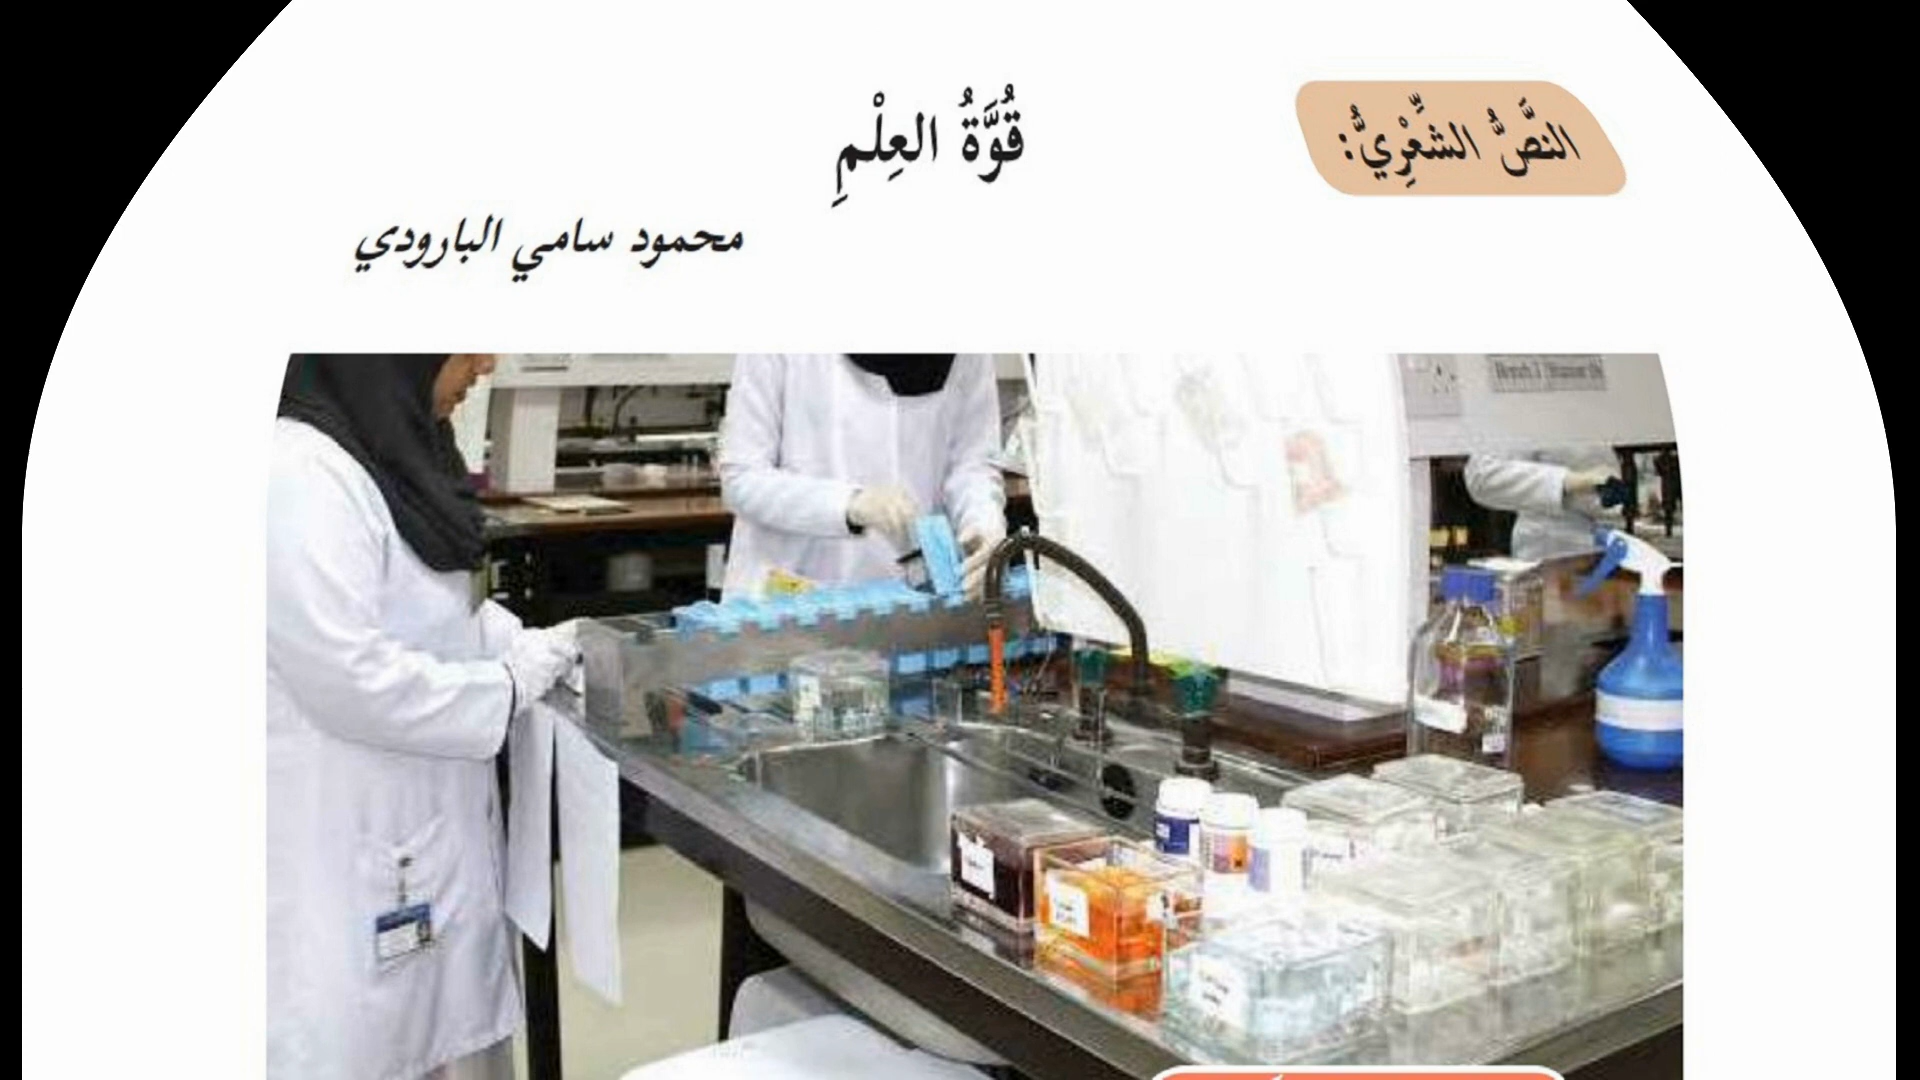 النَّصُّ الشِّعْرِيُّ:
قُوَّةُ العِلْمِ
محمود سامي البارودي